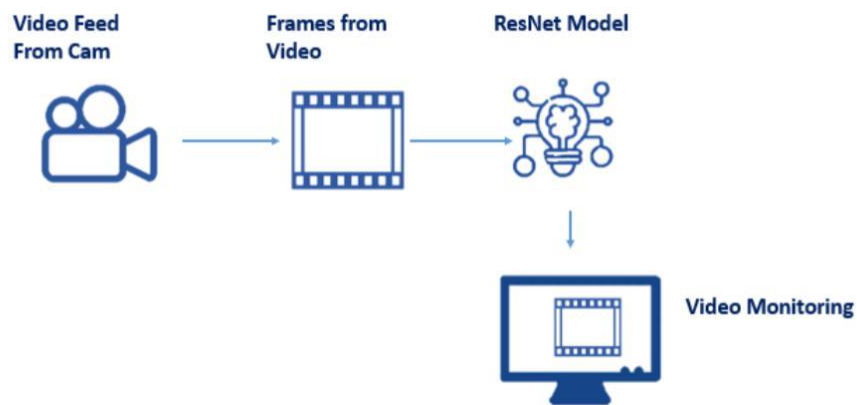 Video Feed
From Cam
Frames from
Video
ResNet Model
Video Monitoring